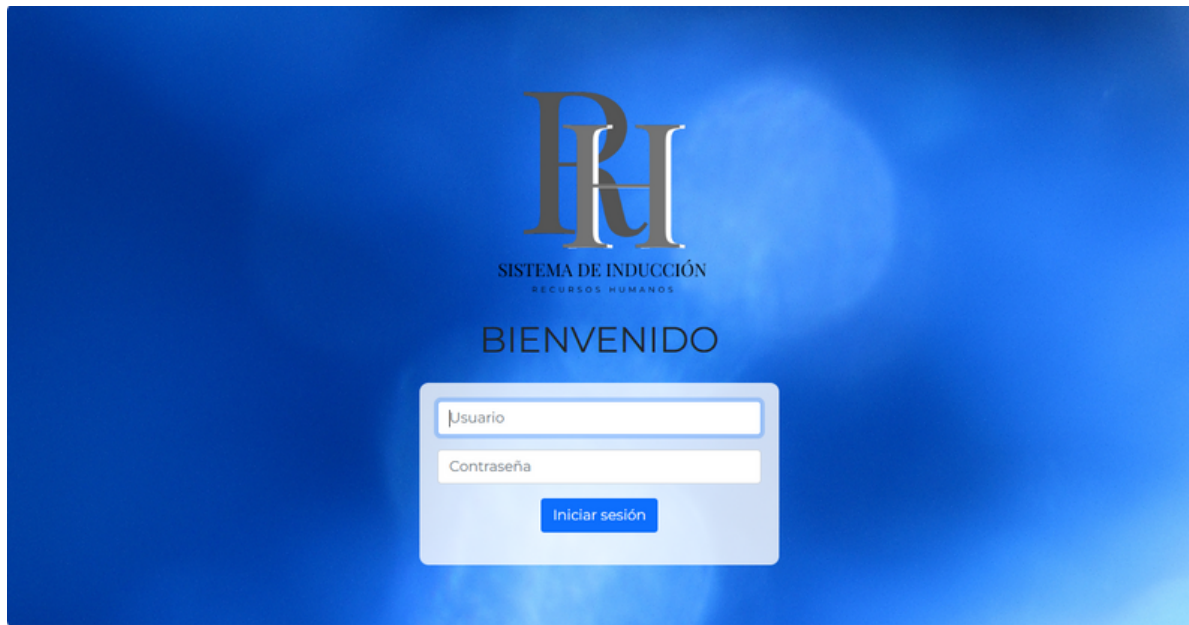 RH
SISTEMA DE INDUCCIÓN
RECURSOS HUMANOS
BIENVENIDO
Usuario
Contraseña
Iniciar sesión